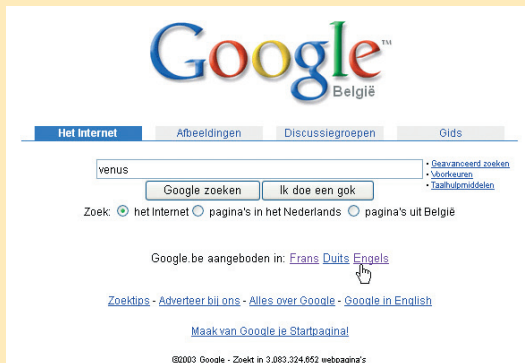 Google™
België
Het Internet Afbeeldingen Discussiegroepen Gids
venus
• Geavanceerd zoeken
• Voorkeuren
• Taalhulpmiddelen
Google zoeken Ik doe een gok
Zoek: het Internet pagina's in het Nederlands pagina's uit België
Google.be aangeboden in: Frans Duits Engels
Zoektips - Adverteer bij ons - Alles over Google - Google in English
Maak van Google je Startpagina!
©2003 Google - Zoekt in 3.083.324.652 webpagina's